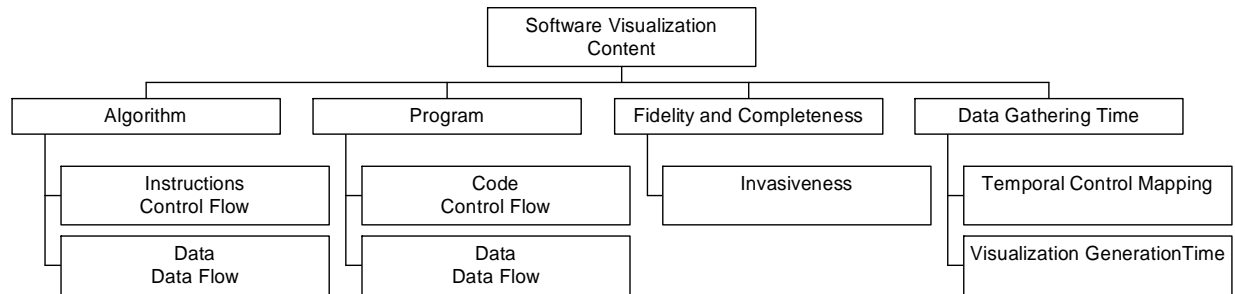 Software Visualization
Content
Algorithm
Program
Fidelity and Completeness
Data Gathering Time
Instructions
Control Flow
Code
Control Flow
Invasiveness
Temporal Control Mapping
Data
Data Flow
Data
Data Flow
Visualization GenerationTime